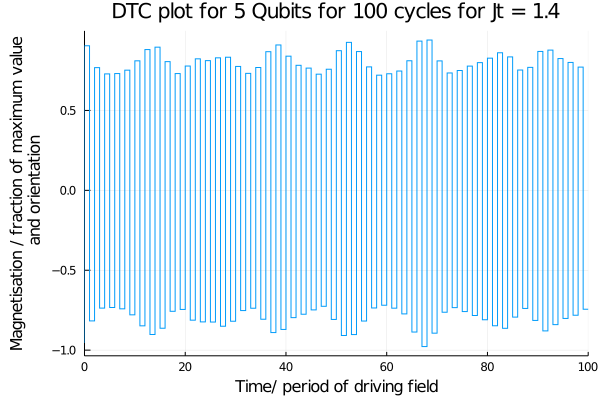 DTC plot for 5 Qubits for 100 cycles for Jt = 1.4
Magnetisation / fraction of maximum value
and orientation
0.5
0.0
−0.5
−1.0
0
20
40
60
80
100
Time/ period of driving field